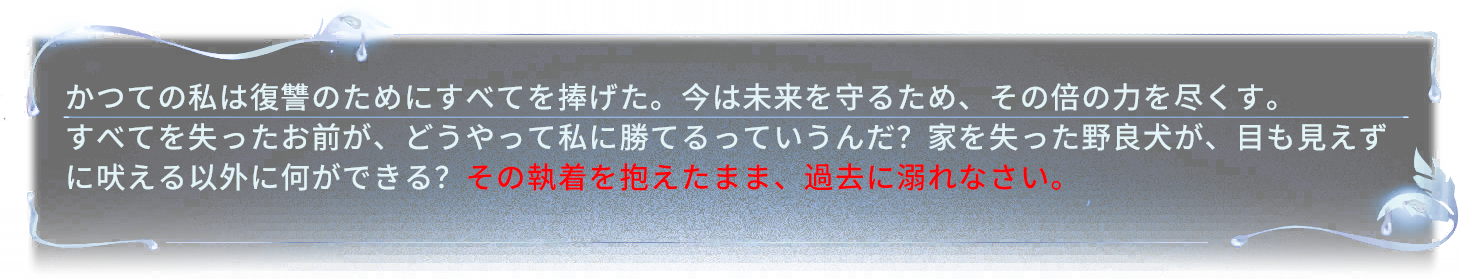 かつての私は復讐のためにすべてを捧げた。今は未来を守るため、その倍の力を尽くす。
すべてを失ったお前が、どうやって私に勝てるっていうんだ？家を失った野良犬が、目も見えず
に吠える以外に何ができる？その執着を抱えたまま、過去に溺れなさい。